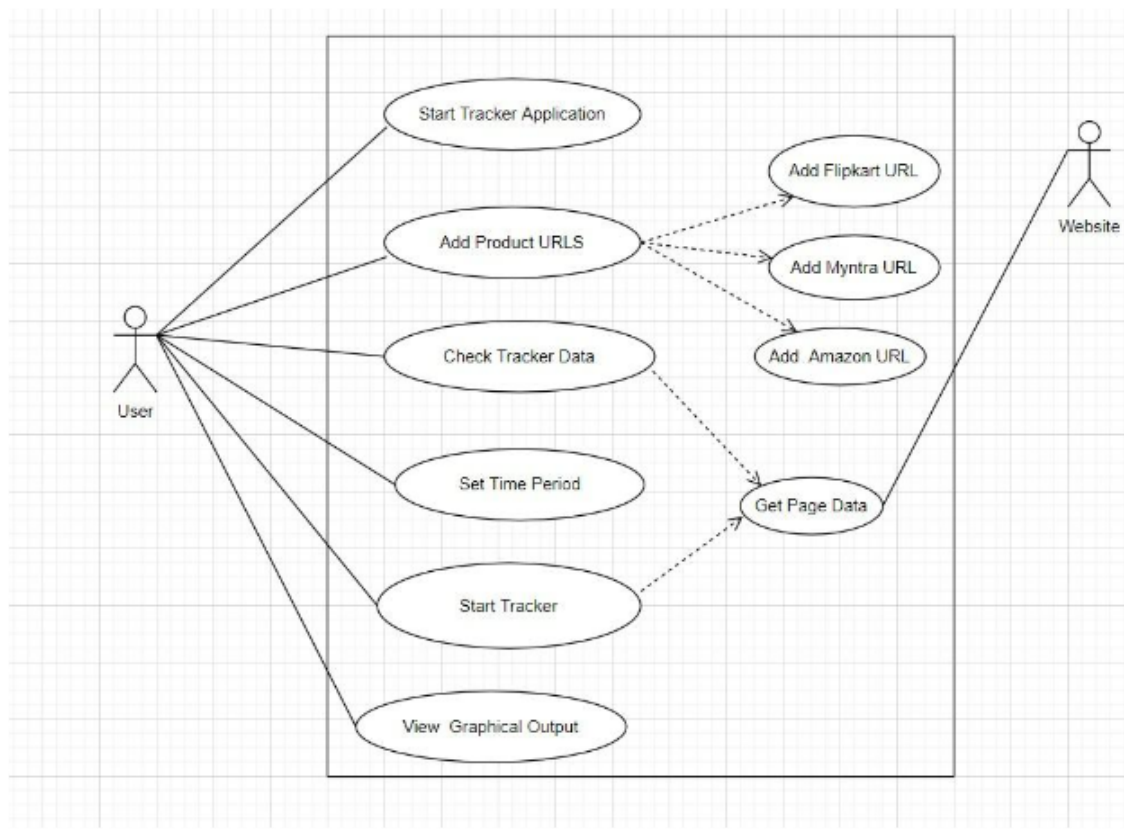 Start Tracker Application
Add Flipkart URL
Website
Add Product URLS
Add Myntra URL
User
Check Tracker Data
Add Amazon URL
Set Time Period
Get Page Data
Start Tracker
View Graphical Output